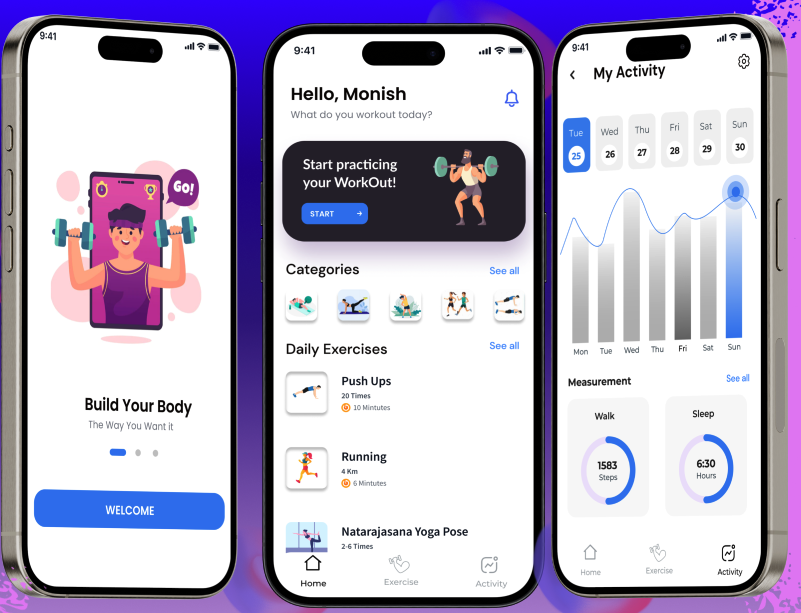 9:41
GO!
Build Your Body
The Way You Want it
WELCOME
9:41
Hello, Monish
What do you workout today?
Start practicing
your WorkOut!
START →
Categories
See all
Daily Exercises
See all
Push Ups
20 Times
10 Mintutes
Running
4 Km
6 Mintutes
Natarajasana Yoga Pose
2-6 Times
Home
Exercise
Activity
9:41
My Activity
Tue Wed Thu Fri Sat Sun
25 26 27 28 29 30
Mon Tue Wed Thu Fri Sat Sun
Measurement
See all
Walk
1583
Steps
Sleep
6:30
Hours
Home
Exercise
Activity